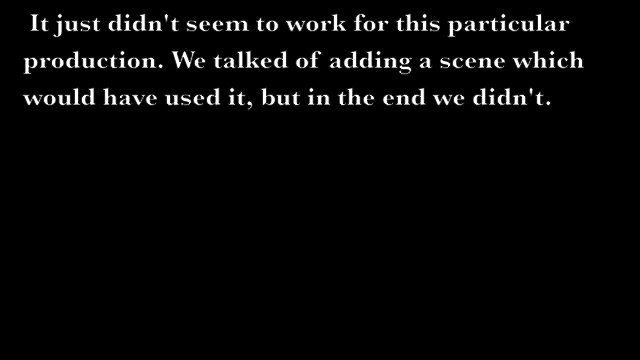 It just didn't seem to work for this particular
production. We talked of adding a scene which
would have used it, but in the end we didn't.